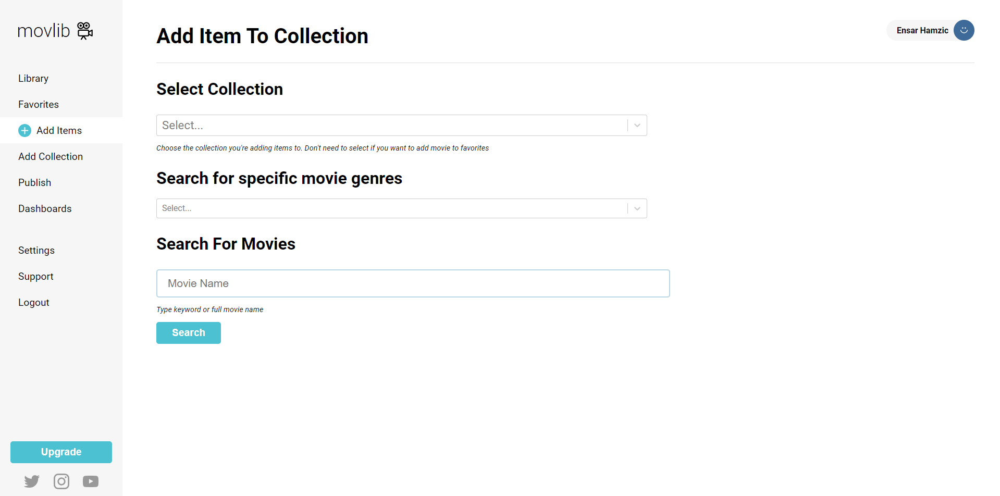 movlib
Library
Favorites
Add Items
Add Collection
Publish
Dashboards
Settings
Support
Logout
Upgrade
Add Item To Collection
Ensar Hamzic
Select Collection
Select...
Choose the collection you're adding items to. Don't need to select if you want to add movie to favorites
Search for specific movie genres
Select...
Search For Movies
Movie Name
Type keyword or full movie name
Search